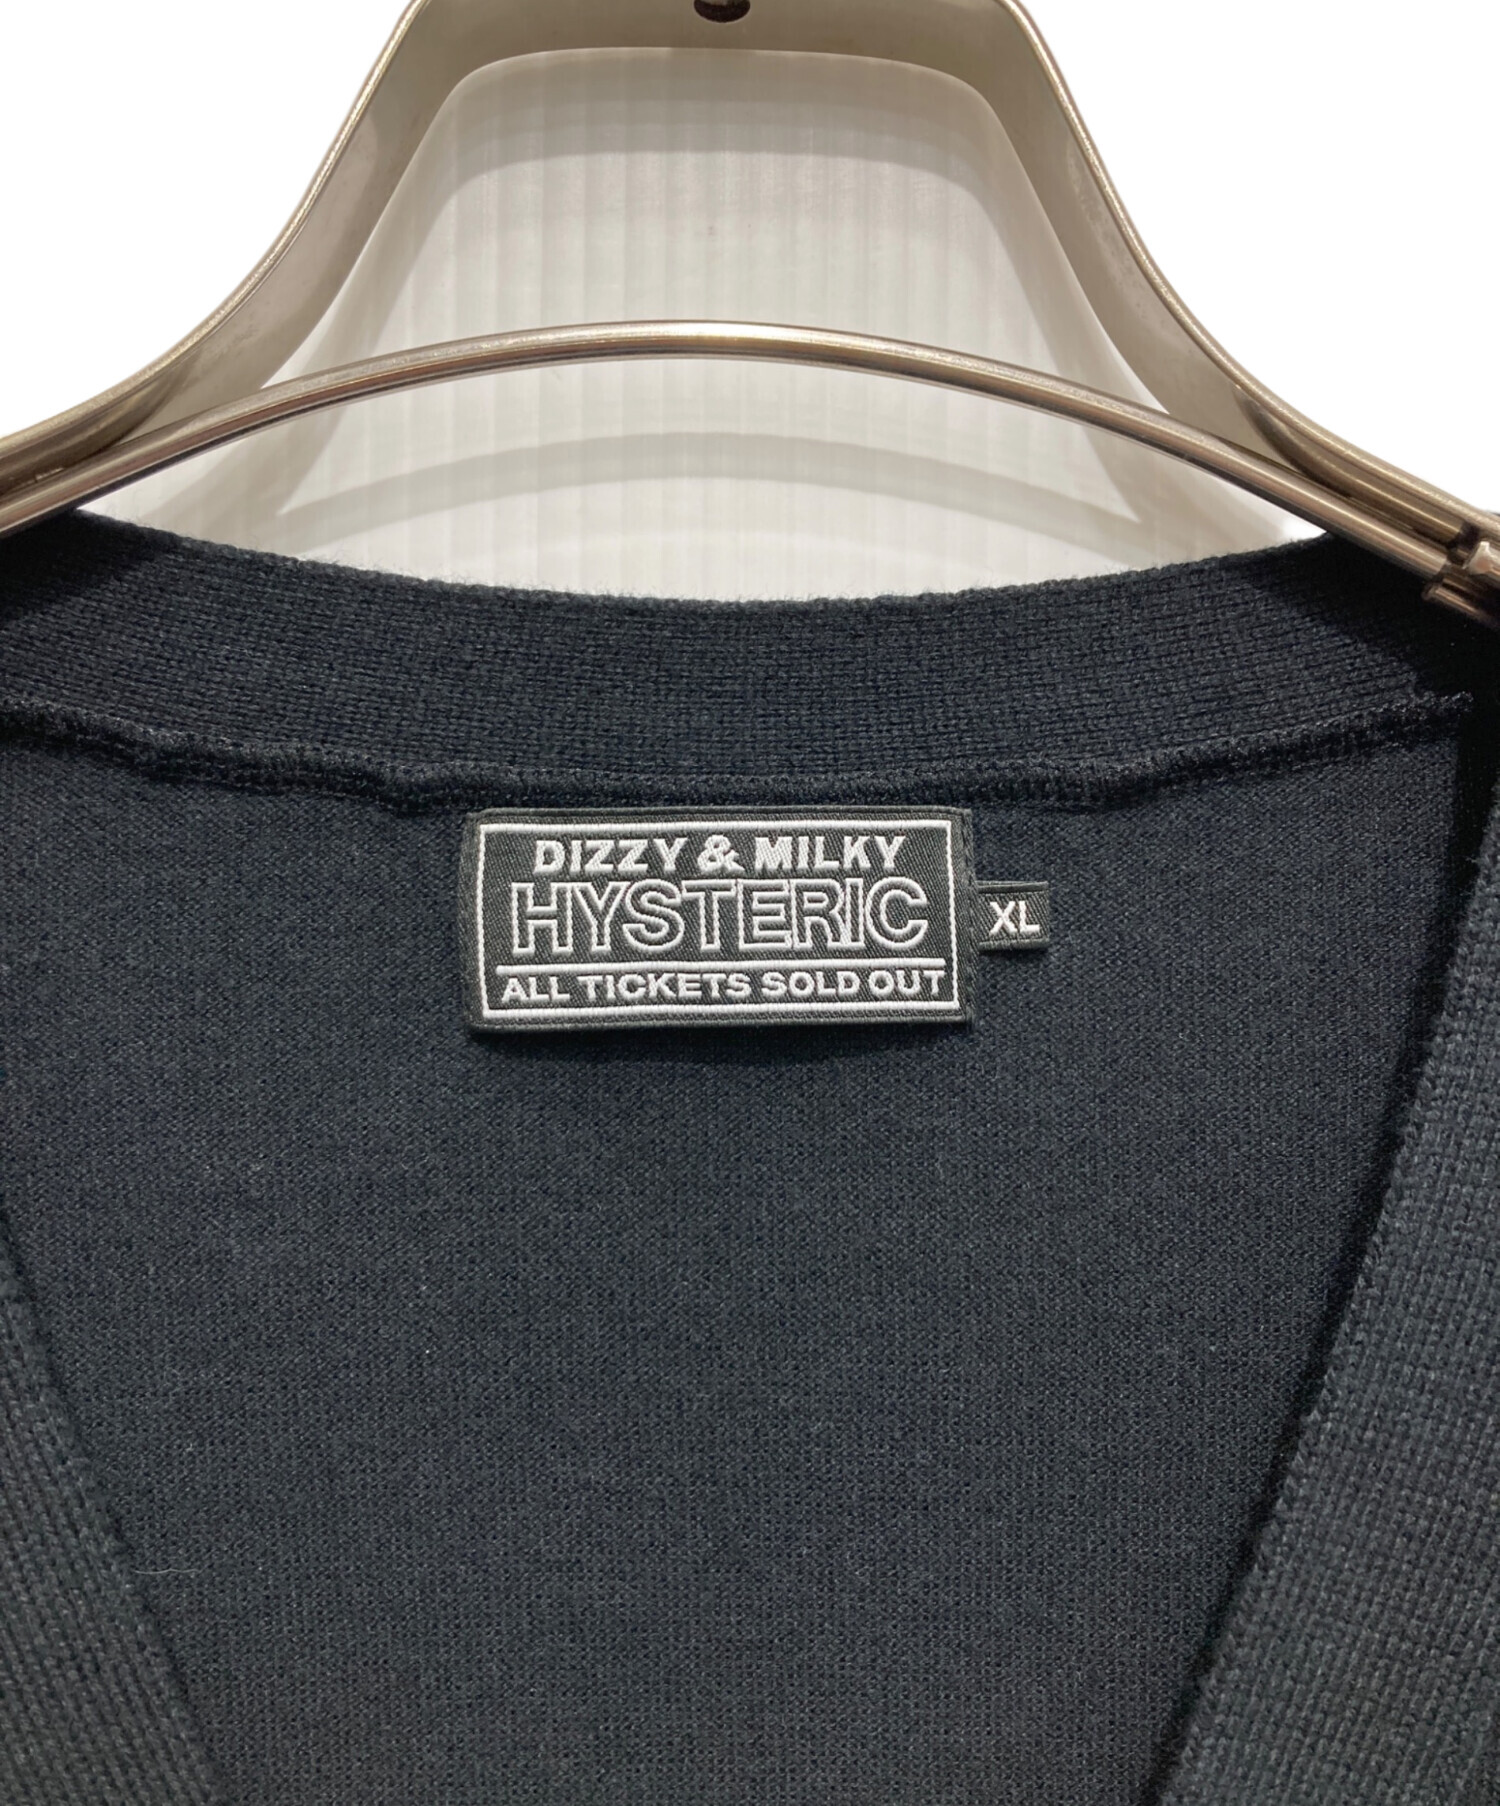 DIZZY & MILKY
HYSTERIC
ALL TICKETS SOLD OUT
XL